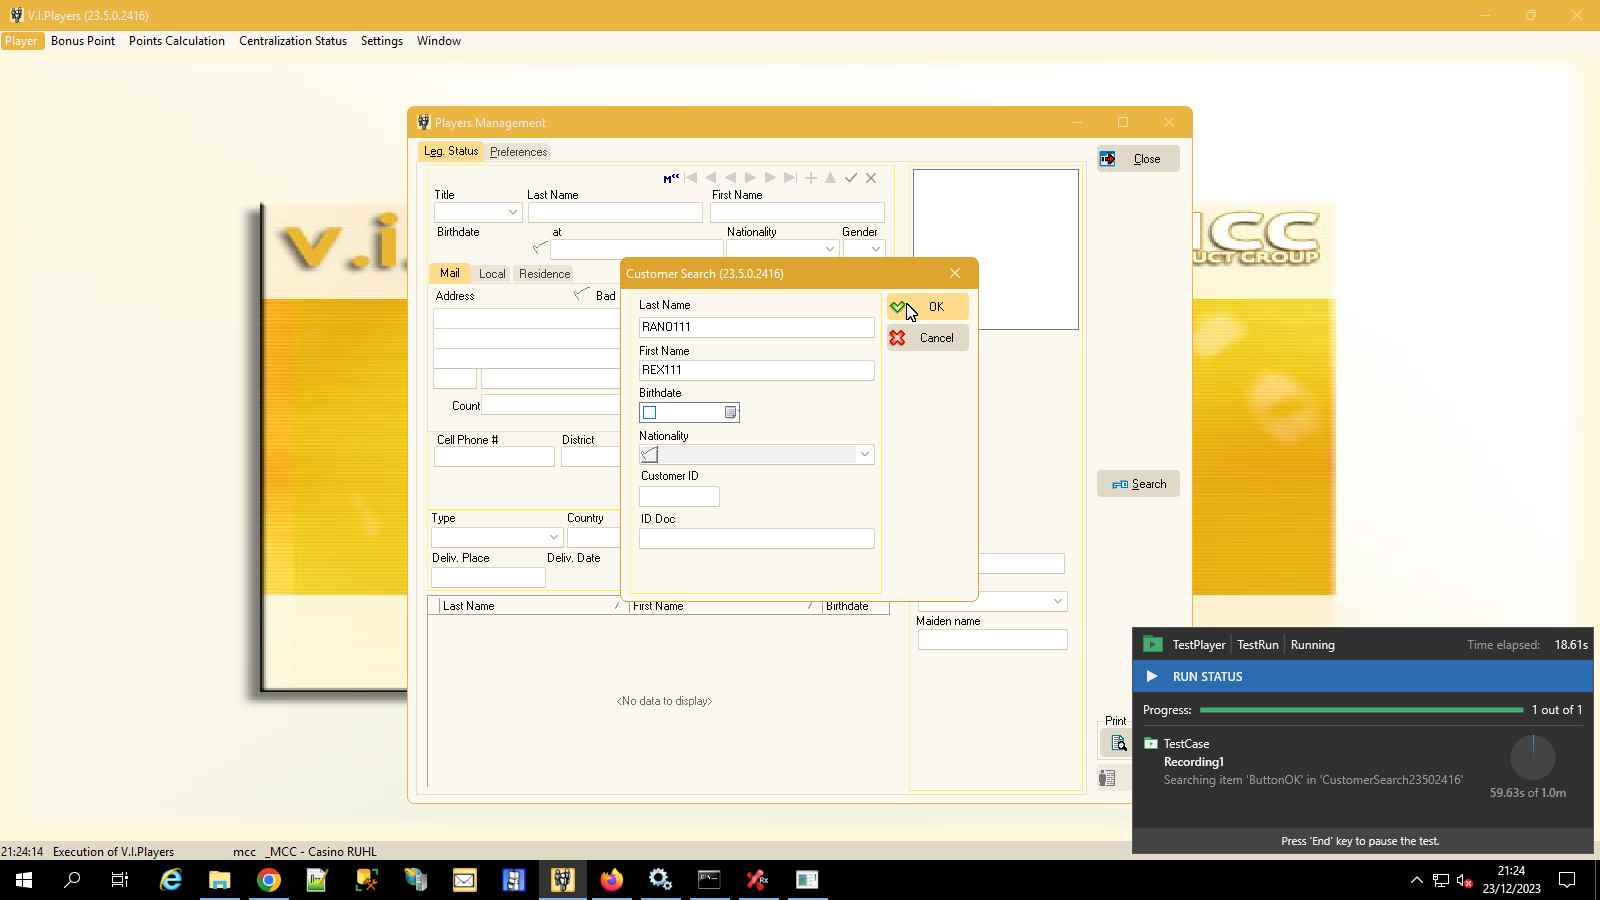 V.I.Players (23.5.0.2416)
Player Bonus Point Points Calculation Centralization Status Settings Window
Players Management
Leg. Status Preferences
Close
M<<
Title Last Name First Name
Birthdate at Nationality Gender
v.i.
MCC
UCT GROUP
Mail Local Residence
Address Bad
Customer Search (23.5.0.2416)
Last Name
OK
RANO111
Cancel
First Name
REX111
Birthdate
Count
Nationality
Cell Phone # District
Customer ID
Search
ID Doc
Type Country
Deliv. Place Deliv. Date
Last Name / First Name / Birthdate
Maiden name
<No data to display>
Print
TestPlayer TestRun Running Time elapsed: 18.61s
RUN STATUS
Progress: 1 out of 1
TestCase
Recording1
Searching item 'ButtonOK' in 'CustomerSearch23502416'
59.63s of 1.0m
Press 'End' key to pause the test.
21:24:14 Execution of V.I.Players mcc _MCC - Casino RUHL
21:24
23/12/2023